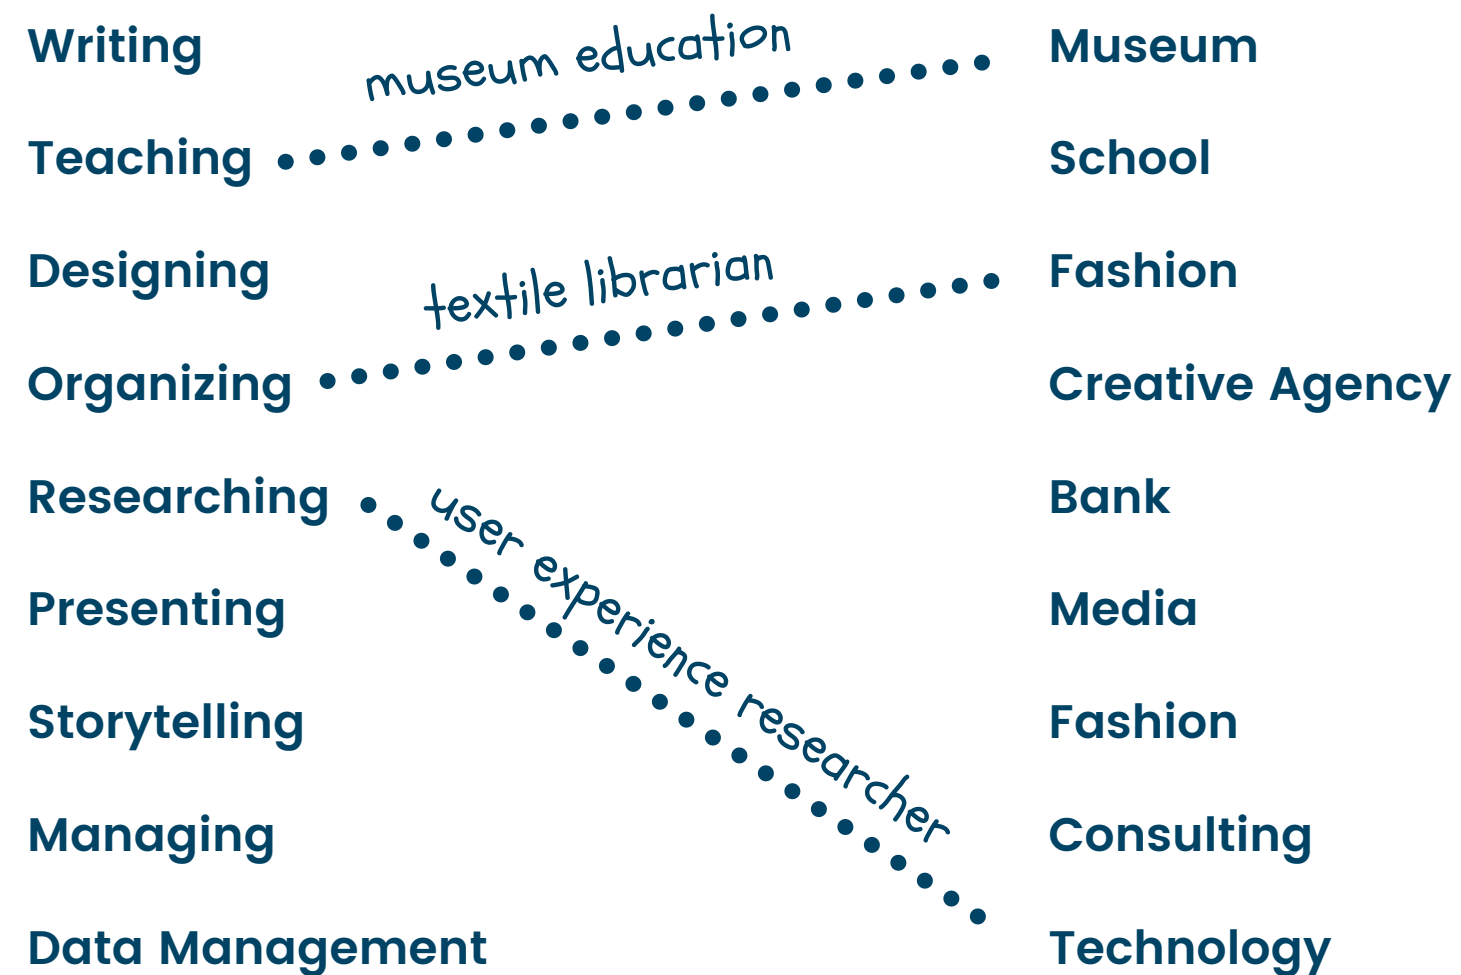 Writing
Teaching
Designing
Organizing
Researching
Presenting
Storytelling
Managing
Data Management
museum education
textile librarian
user experience researcher
Museum
School
Fashion
Creative Agency
Bank
Media
Fashion
Consulting
Technology